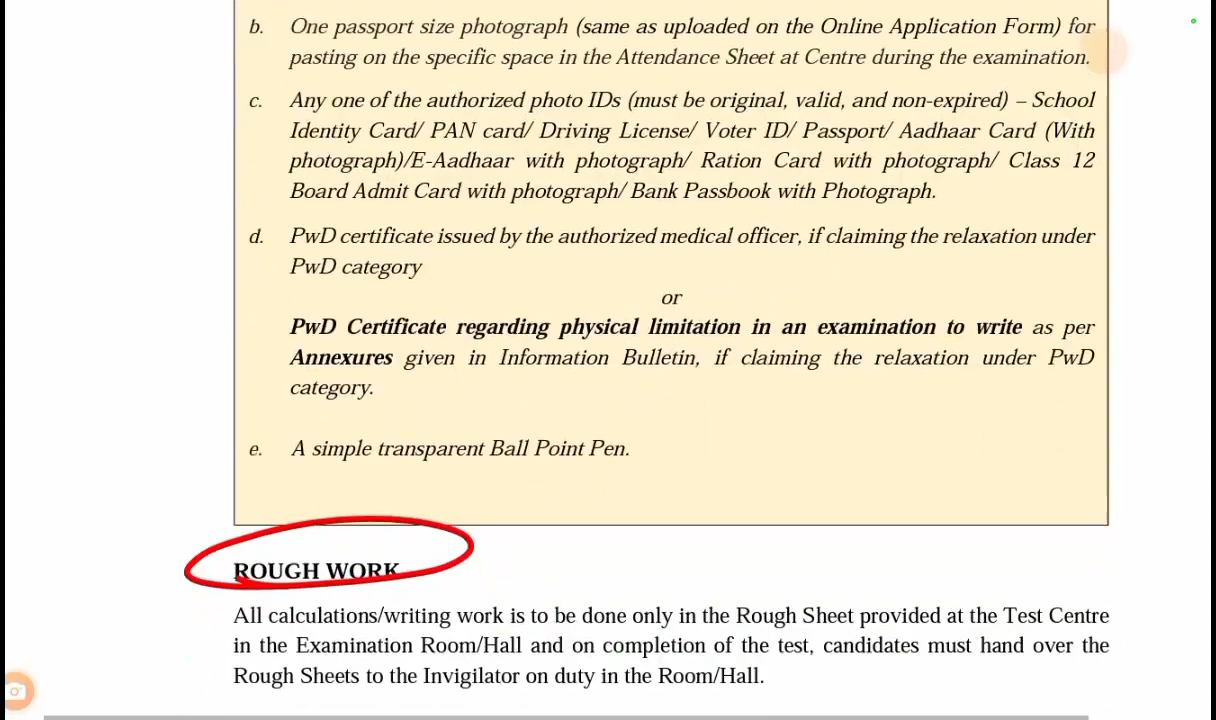 b. One passport size photograph (same as uploaded on the Online Application Form) for
pasting on the specific space in the Attendance Sheet at Centre during the examination.
c. Any one of the authorized photo IDs (must be original, valid, and non-expired) – School
Identity Card/ PAN card/ Driving License/ Voter ID/ Passport/ Aadhaar Card (With
photograph)/E-Aadhaar with photograph/ Ration Card with photograph/ Class 12
Board Admit Card with photograph/ Bank Passbook with Photograph.
d. PwD certificate issued by the authorized medical officer, if claiming the relaxation under
PwD category
or
PwD Certificate regarding physical limitation in an examination to write as per
Annexures given in Information Bulletin, if claiming the relaxation under PwD
category.
e. A simple transparent Ball Point Pen.
ROUGH WORK
All calculations/writing work is to be done only in the Rough Sheet provided at the Test Centre
in the Examination Room/Hall and on completion of the test, candidates must hand over the
Rough Sheets to the Invigilator on duty in the Room/Hall.